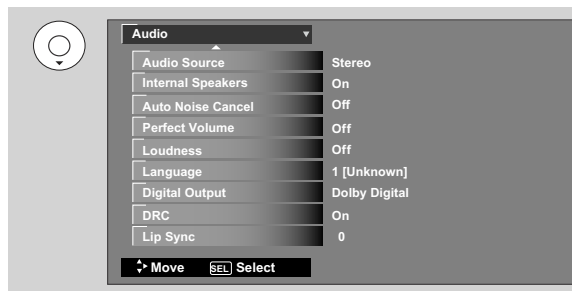 Audio
Audio Source Stereo
Internal Speakers On
Auto Noise Cancel Off
Perfect Volume Off
Loudness Off
Language 1 [Unknown]
Digital Output Dolby Digital
DRC On
Lip Sync 0
Move SEL Select